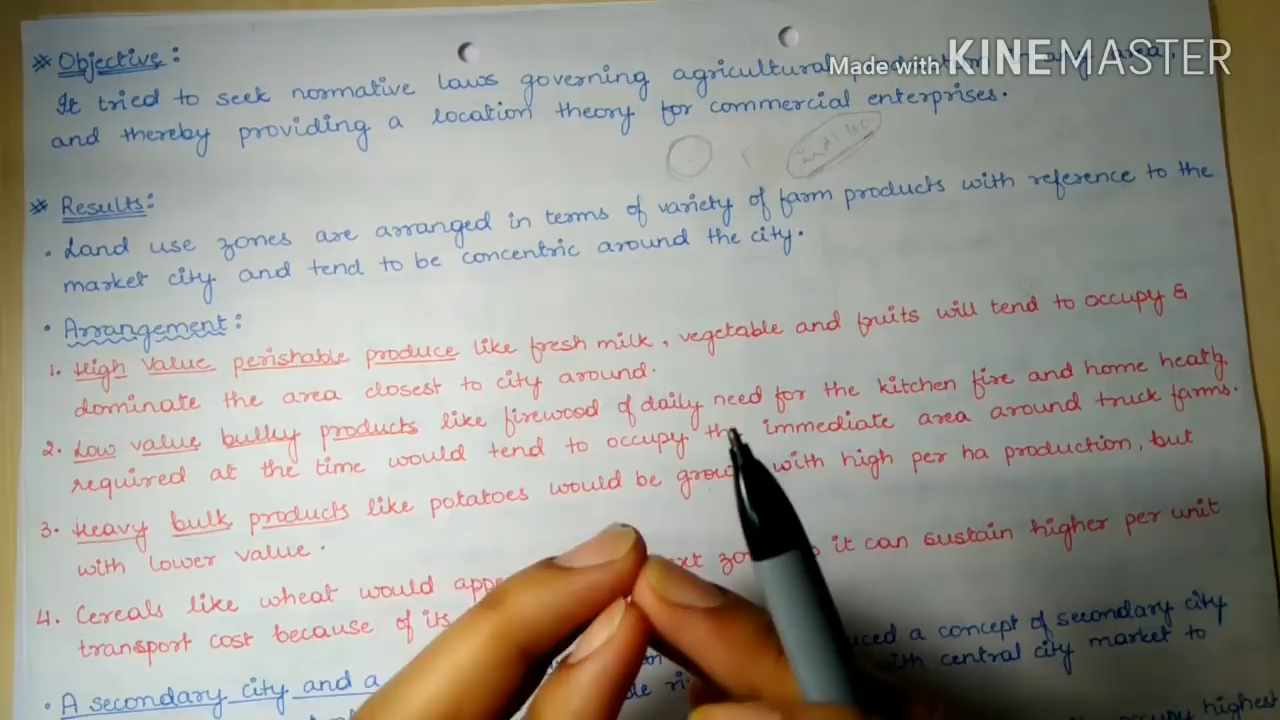 Made with KINEMASTER
* Objective:
It tried to seek normative laws governing agricultural
and thereby providing a location theory for commercial enterprises.
* Results:
• Land use zones are arranged in terms of variety of farm products with reference to the
market city and tend to be concentric around the city.
• Arrangement:
1. High value perishable produce like fresh milk, vegetable and fruits will tend to occupy &
dominate the area closest to city around.
2. Low value bulky products like firewood of daily need for the kitchen fire and home heatg.
required at the time would tend to occupy the immediate area around truck farms.
3. Heavy bulk products like potatoes would be grown with high per ha production, but
with lower value.
4. Cereals like wheat would it can sustain higher per unit
transport cost because of its
• A secondary city and a a concept of secondary city
with central city market to
occupy highest